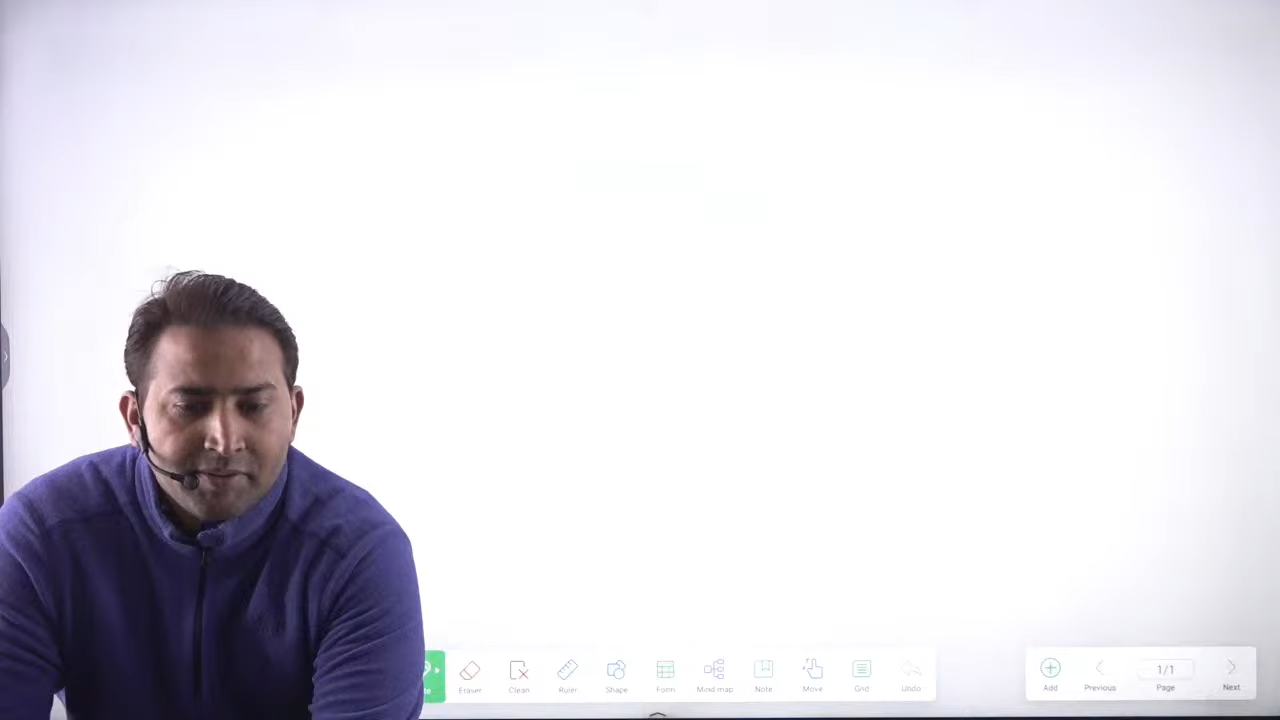 Eraser Clean Ruler Shape Form Mind map Note Move Grid Undo
Add Previous 1/1 Page Next